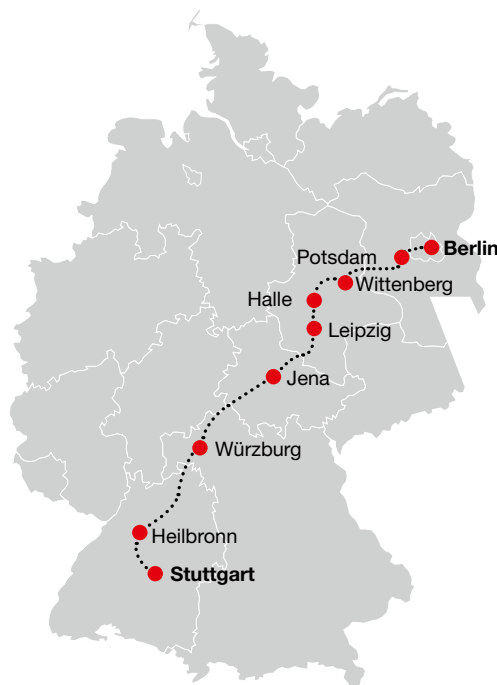 Berlin
Potsdam
Wittenberg
Halle
Leipzig
Jena
Würzburg
Heilbronn
Stuttgart